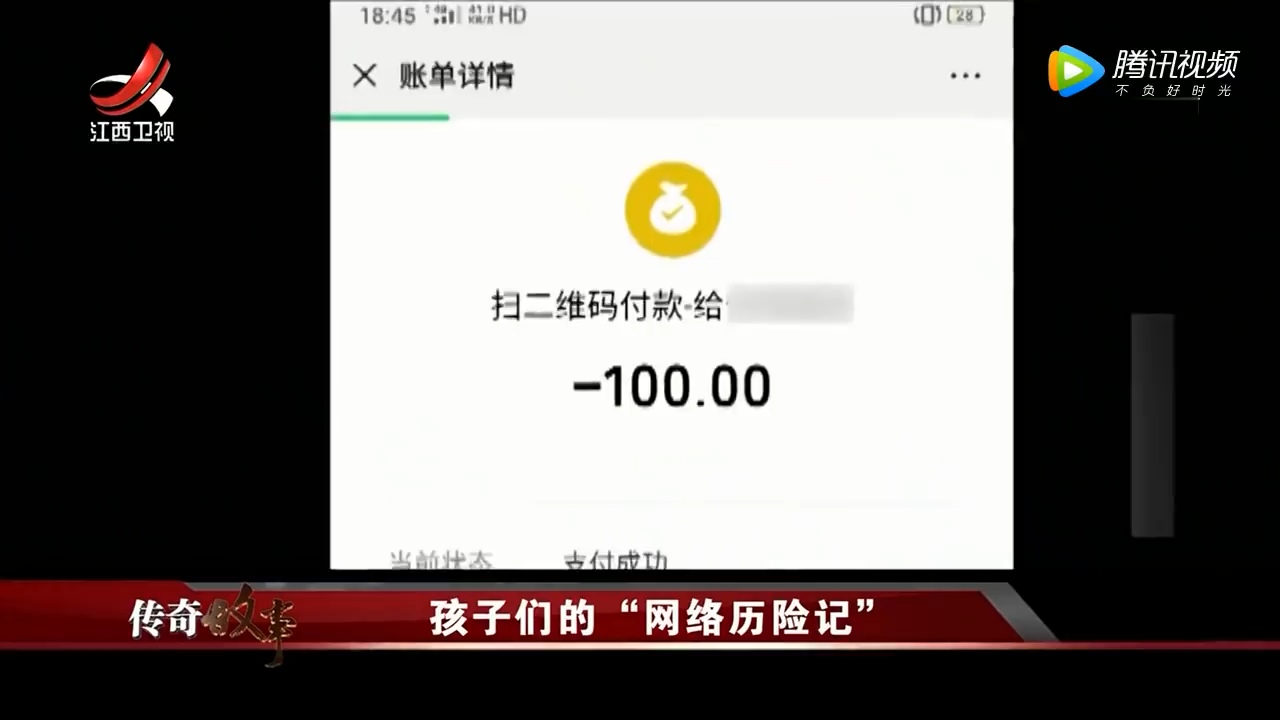 18:45 HD 28
账单详情
江西卫视
腾讯视频
不负好时光
扫二维码付款-给
-100.00
当前状态 支付成功
传奇故事
孩子们的“网络历险记”